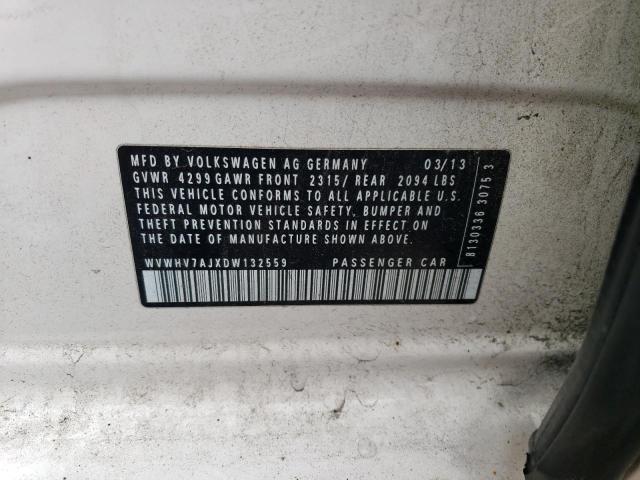 MFD BY VOLKSWAGEN AG GERMANY 03/13
GVWR 4299 GAWR FRONT 2315/ REAR 2094 LBS
THIS VEHICLE CONFORMS TO ALL APPLICABLE U.S.
FEDERAL MOTOR VEHICLE SAFETY, BUMPER AND
THEFT PREVENTION STANDARDS IN EFFECT ON
THE DATE OF MANUFACTURE SHOWN ABOVE
WVWHV7AJXDW132559 PASSENGER CAR
8130336 3075 3